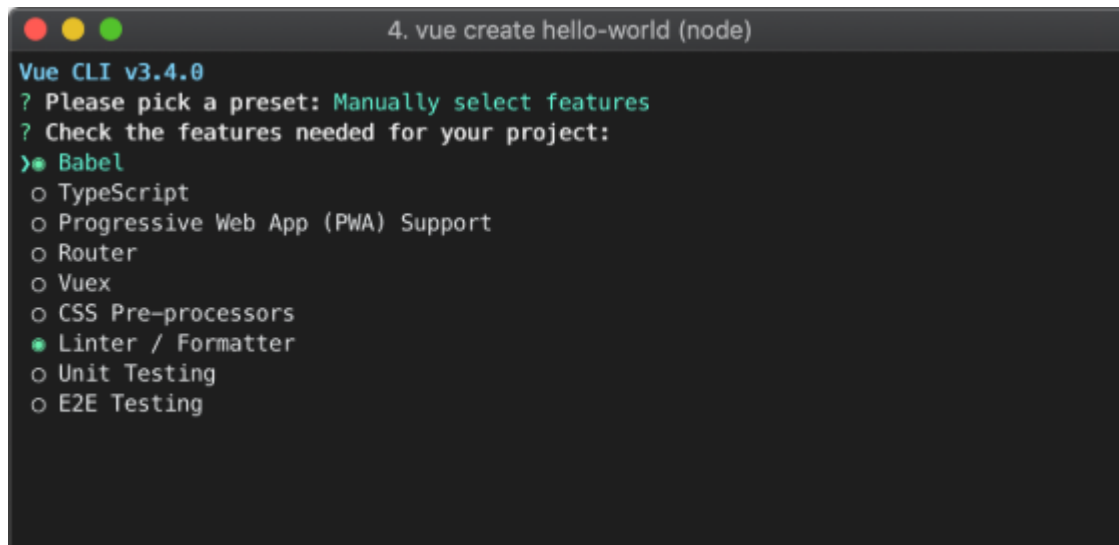 4. vue create hello-world (node)
Vue CLI v3.4.0
? Please pick a preset: Manually select features
? Check the features needed for your project:
❯◉ Babel
◯ TypeScript
◯ Progressive Web App (PWA) Support
◯ Router
◯ Vuex
◯ CSS Pre-processors
◉ Linter / Formatter
◯ Unit Testing
◯ E2E Testing